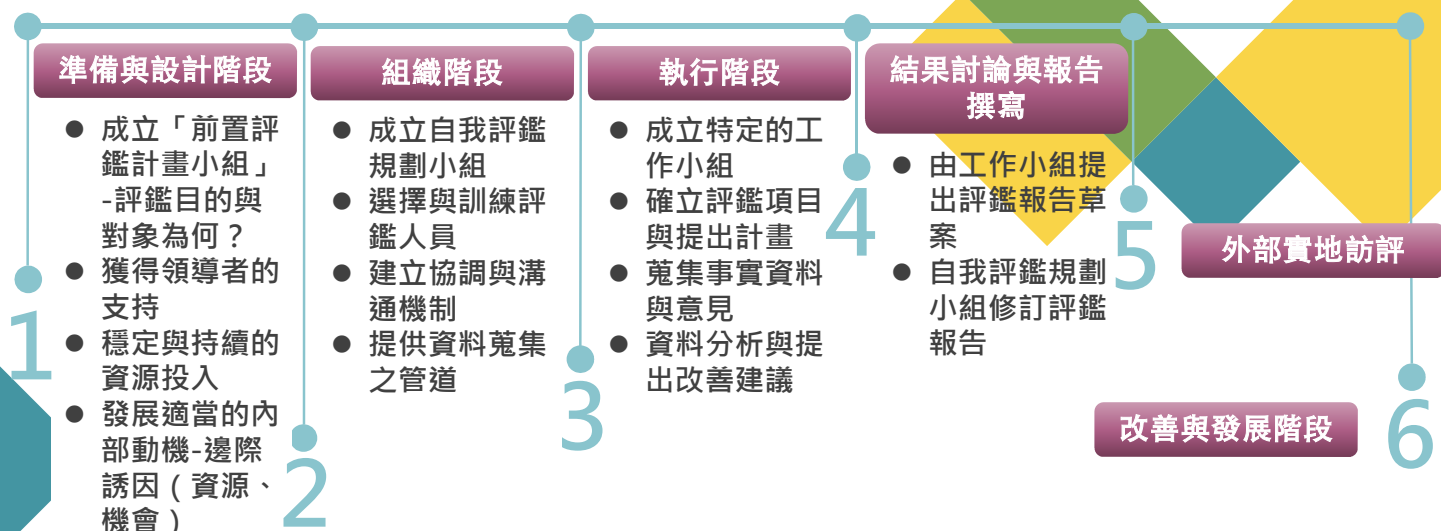 準備與設計階段
● 成立「前置評
鑑計畫小組」
-評鑑目的與
對象為何？
● 獲得領導者的
支持
● 穩定與持續的
資源投入
● 發展適當的內
部動機-邊際
誘因（資源、
機會）
1
組織階段
● 成立自我評鑑
規劃小組
● 選擇與訓練評
鑑人員
● 建立協調與溝
通機制
● 提供資料蒐集
之管道
2
執行階段
● 成立特定的工
作小組
● 確立評鑑項目
與提出計畫
● 蒐集事實資料
與意見
● 資料分析與提
出改善建議
3
結果討論與報告
撰寫
● 由工作小組提
出評鑑報告草
案
● 自我評鑑規劃
小組修訂評鑑
報告
4
外部實地訪評
5
改善與發展階段
6